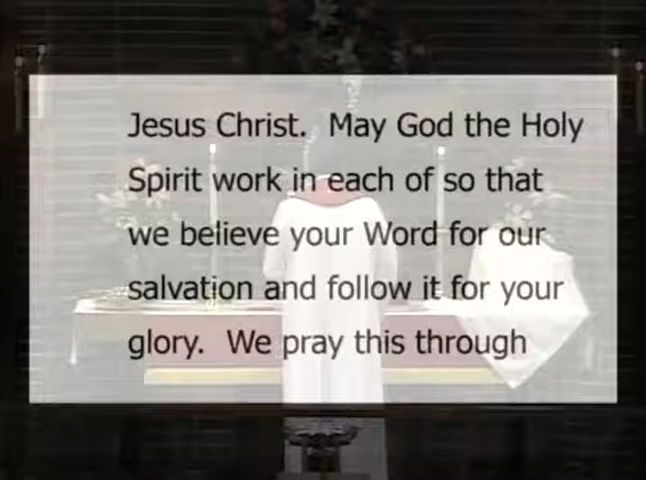 Jesus Christ.  May God the Holy
Spirit work in each of so that
we believe your Word for our
salvation and follow it for your
glory.  We pray this through